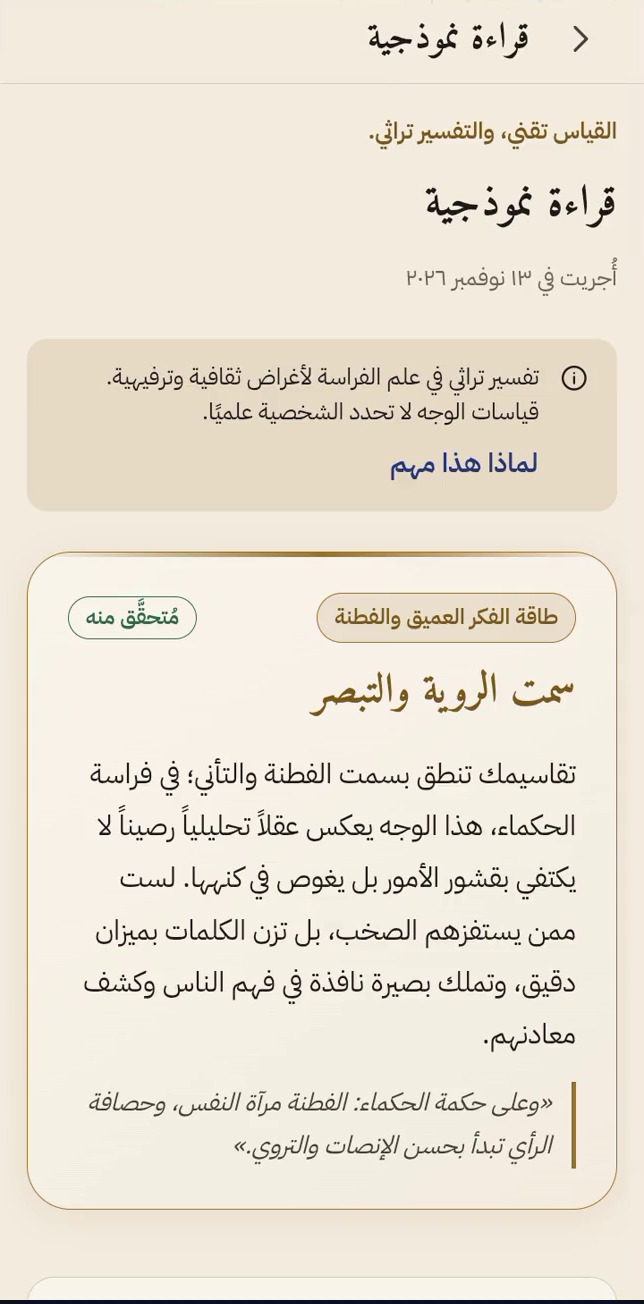 قراءة نموذجية
القياس تقني، والتفسير تراثي.
قراءة نموذجية
أُجريت في ١٣ نوفمبر ٢٠٢٦
تفسير تراثي في علم الفراسة لأغراض ثقافية وترفيهية.
قياسات الوجه لا تحدد الشخصية علميًا.
لماذا هذا مهم
طاقة الفكر العميق والفطنة
مُتحقَّق منه
سمت الروية والتبصر
تقاسيمك تنطق بسمت الفطنة والتأني؛ في فراسة
الحكماء، هذا الوجه يعكس عقلاً تحليلياً رصيناً لا
يكتفي بقشور الأمور بل يغوص في كنهها. لست
ممن يستفزهم الصخب، بل تزن الكلمات بميزان
دقيق، وتملك بصيرة نافذة في فهم الناس وكشف
معادنهم.
«وعلى حكمة الحكماء: الفطنة مرآة النفس، وحصافة
الرأي تبدأ بحسن الإنصات والتروي.»